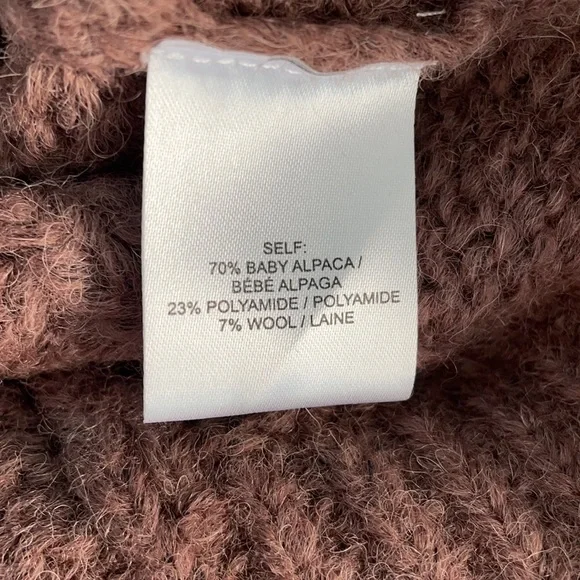 SELF:
70% BABY ALPACA /
BÉBÉ ALPAGA
23% POLYAMIDE / POLYAMIDE
7% WOOL / LAINE